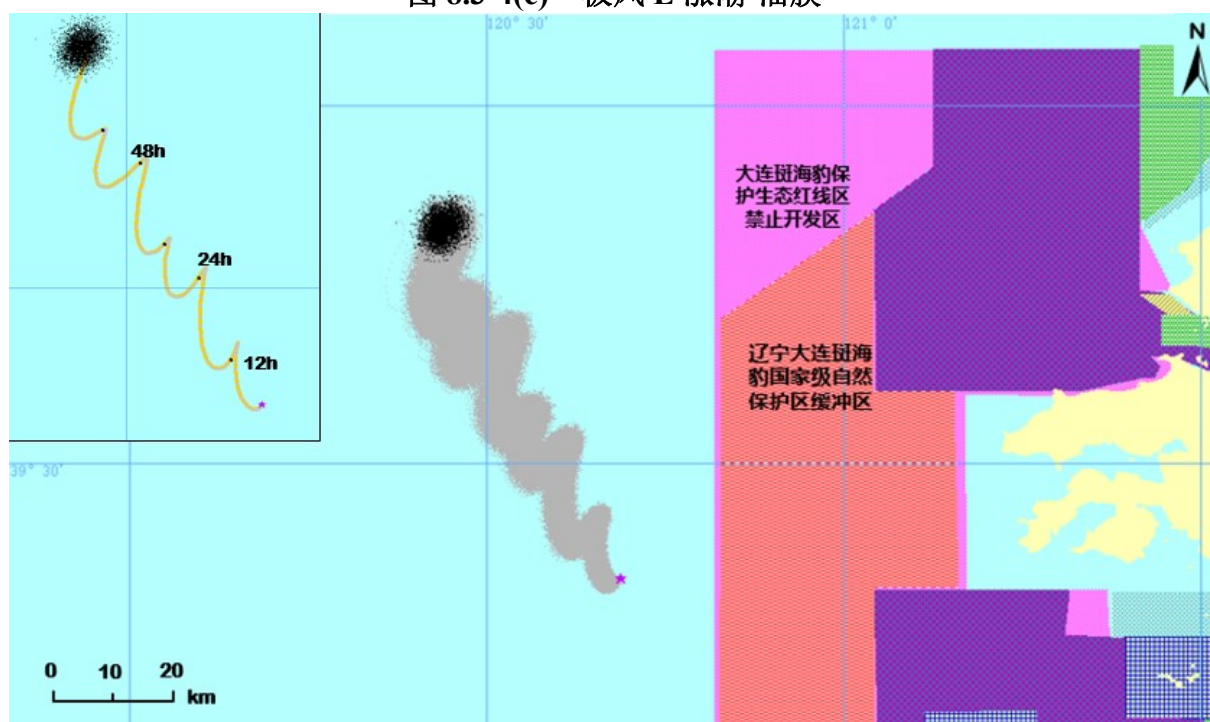 120° 30'
121° 0'
N
48h
24h
12h
大连斑海豹保
护生态红线区
禁止开发区
辽宁大连斑海
豹国家级自然
保护区缓冲区
39° 30'
0 10 20
km